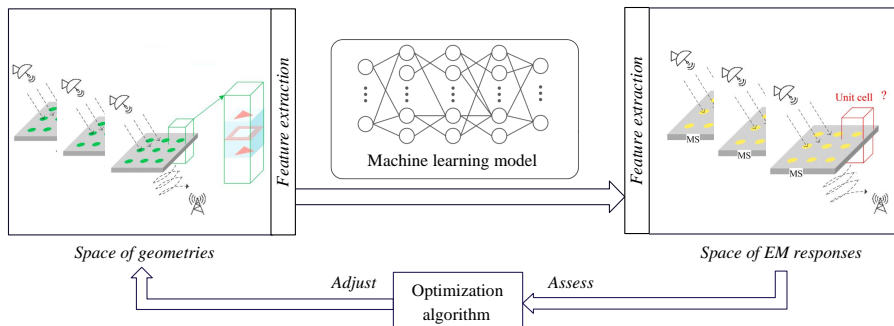 Feature extraction
Machine learning model
Feature extraction
Unit cell ?
MS
MS
MS
Space of geometries
Space of EM responses
Adjust
Optimization
algorithm
Assess